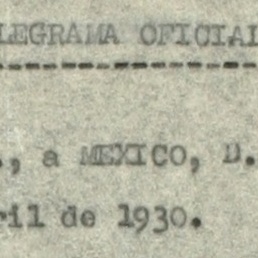 LEGRAMA OFICIAL
., a MEXICO, D.
ril de 1930.